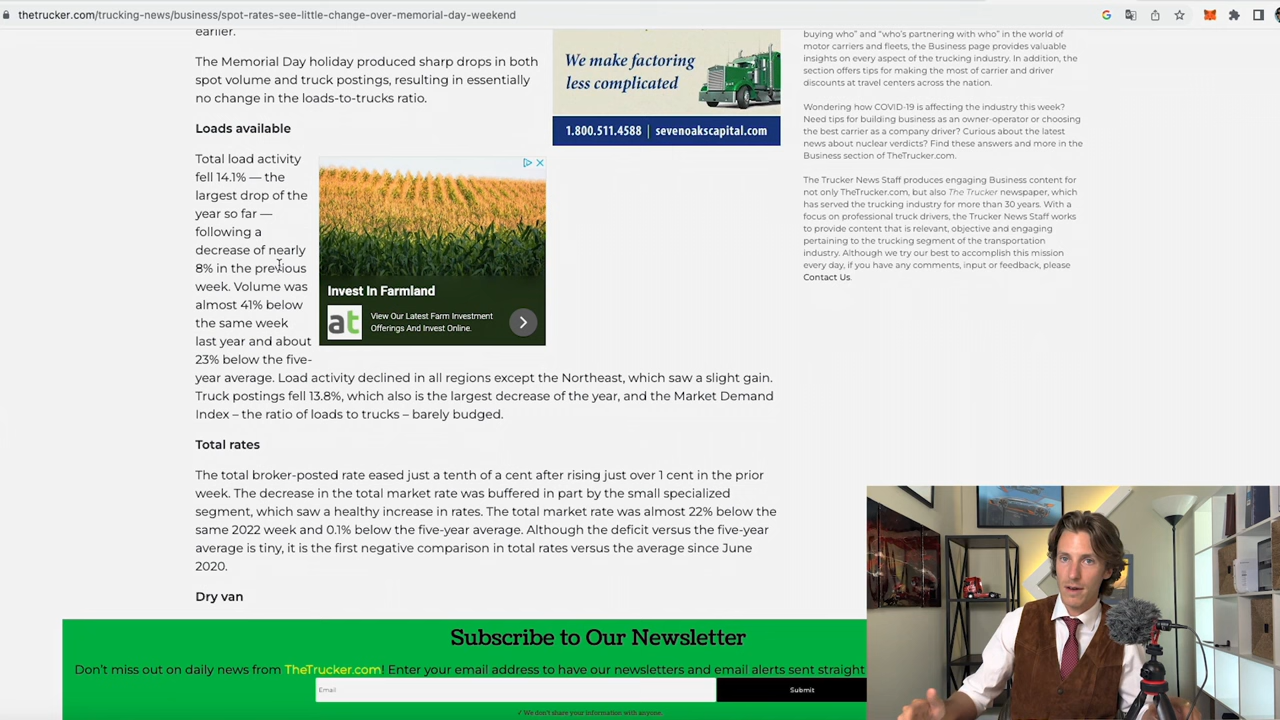 thetrucker.com/trucking-news/business/spot-rates-see-little-change-over-memorial-day-weekend
earlier.
The Memorial Day holiday produced sharp drops in both
spot volume and truck postings, resulting in essentially
no change in the loads-to-trucks ratio.
Loads available
Total load activity
fell 14.1% — the
largest drop of the
year so far —
following a
decrease of nearly
8% in the previous
week. Volume was
almost 41% below
the same week
last year and about
23% below the five-
year average. Load activity declined in all regions except the Northeast, which saw a slight gain.
Truck postings fell 13.8%, which also is the largest decrease of the year, and the Market Demand
Index – the ratio of loads to trucks – barely budged.
Total rates
The total broker-posted rate eased just a tenth of a cent after rising just over 1 cent in the prior
week. The decrease in the total market rate was buffered in part by the small specialized
segment, which saw a healthy increase in rates. The total market rate was almost 22% below the
same 2022 week and 0.1% below the five-year average. Although the deficit versus the five-year
average is tiny, it is the first negative comparison in total rates versus the average since June
2020.
Dry van
Invest In Farmland
at
View Our Latest Farm Investment
Offerings And Invest Online.
We make factoring
less complicated
1.800.511.4588 | sevenoakscapital.com
buying who” and “who’s partnering with who” in the world of
motor carriers and fleets, the Business page provides valuable
insights on every aspect of the trucking industry. In addition, the
section offers tips for making the most of carrier and driver
discounts at travel centers across the nation.
Wondering how COVID-19 is affecting the industry this week?
Need tips for building business as an owner-operator or choosing
the best carrier as a company driver? Curious about the latest
news about nuclear verdicts? Find these answers and more in the
Business section of TheTrucker.com.
The Trucker News Staff produces engaging Business content for
not only TheTrucker.com, but also The Trucker newspaper, which
has served the trucking industry for more than 30 years. With a
focus on professional truck drivers, the Trucker News Staff works
to provide content that is relevant, objective and engaging
pertaining to the trucking segment of the transportation
industry. Although we try our best to accomplish this mission
every day, if you have any comments, input or feedback, please
Contact Us.
Subscribe to Our Newsletter
Don’t miss out on daily news from TheTrucker.com! Enter your email address to have our newsletters and email alerts sent straight
Email
Submit
✓ We don't share your information with anyone.